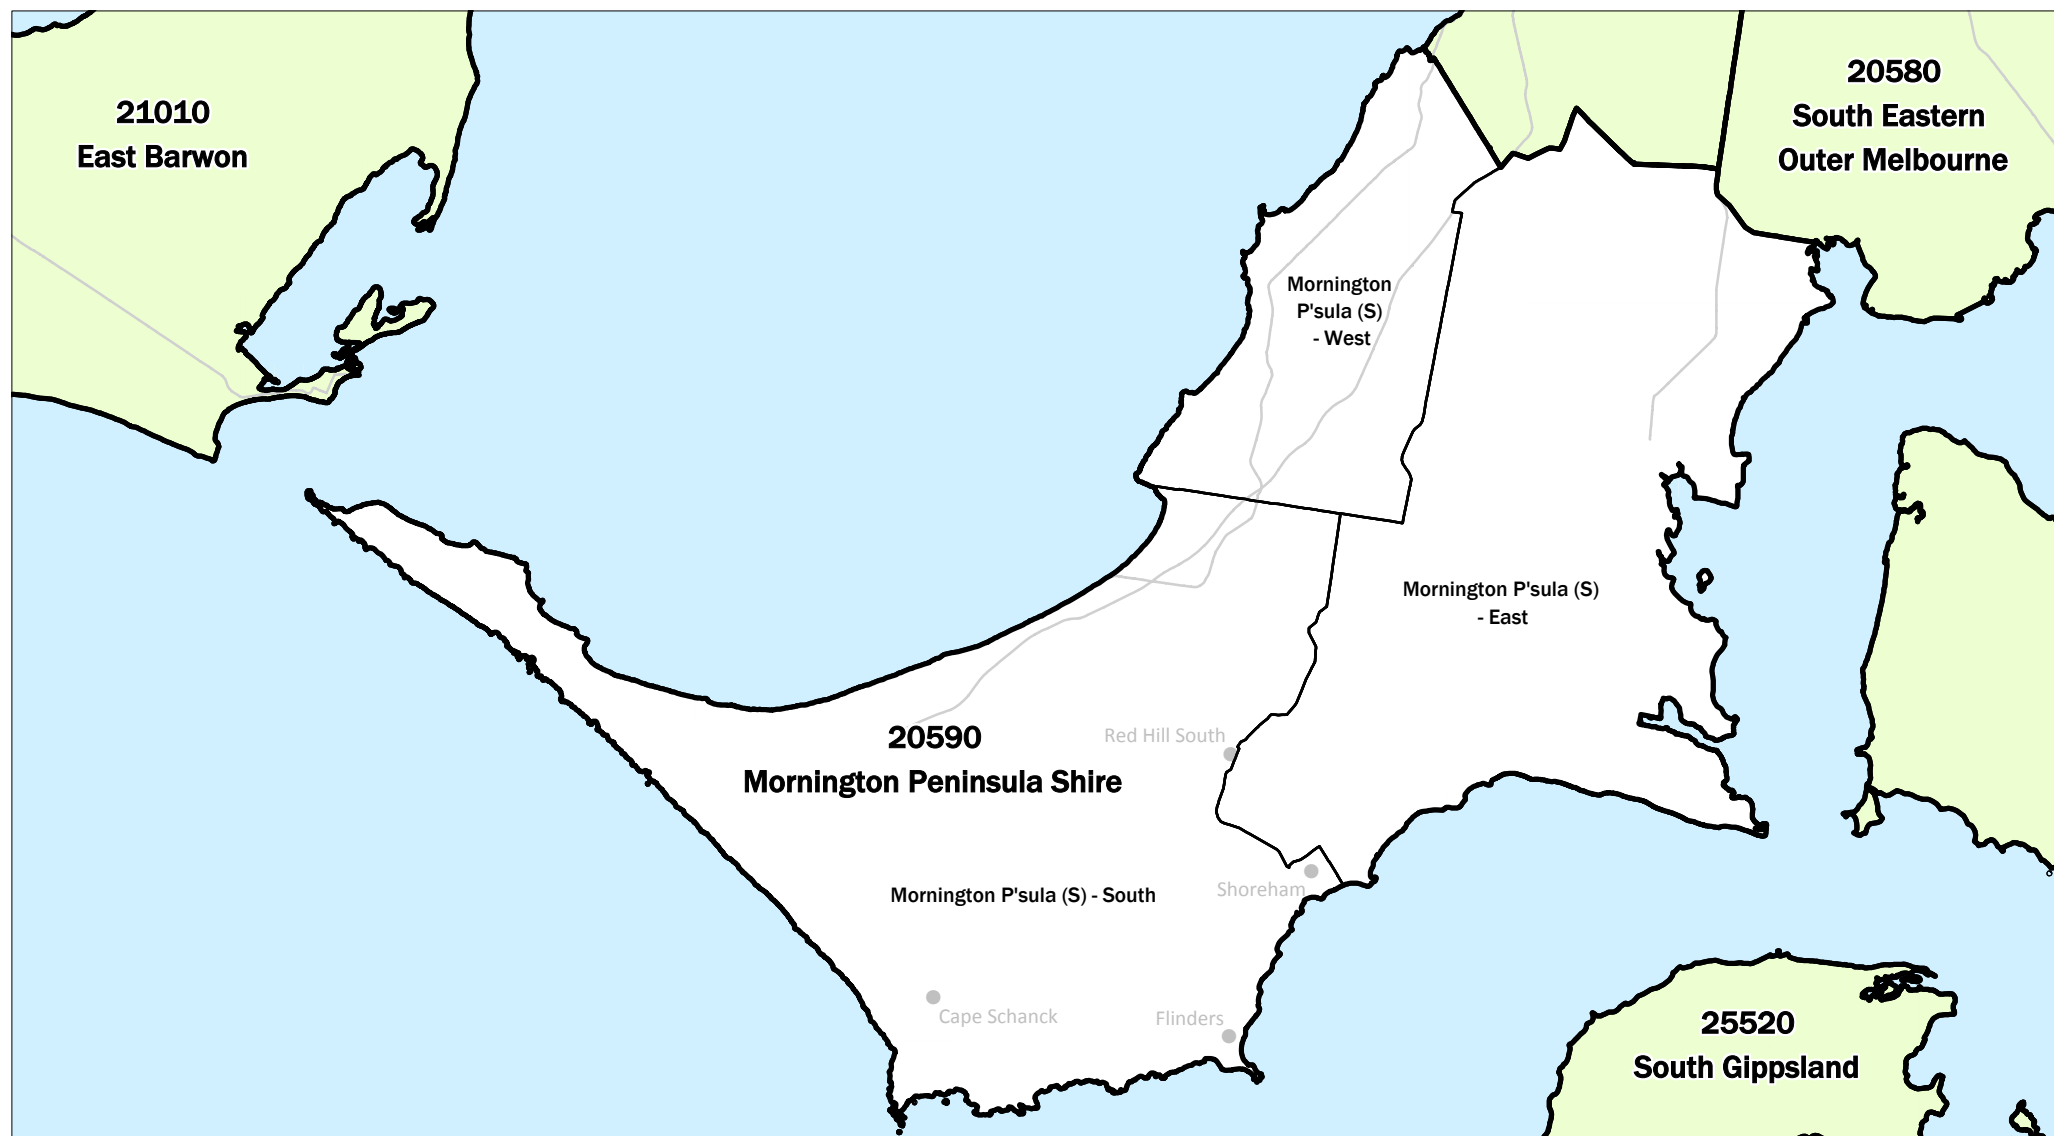 21010
East Barwon
20580
South Eastern
Outer Melbourne
Mornington
P'sula (S)
- West
Mornington P'sula (S)
- East
20590
Mornington Peninsula Shire
Red Hill South
Mornington P'sula (S) - South
Shoreham
Cape Schanck
Flinders
25520
South Gippsland